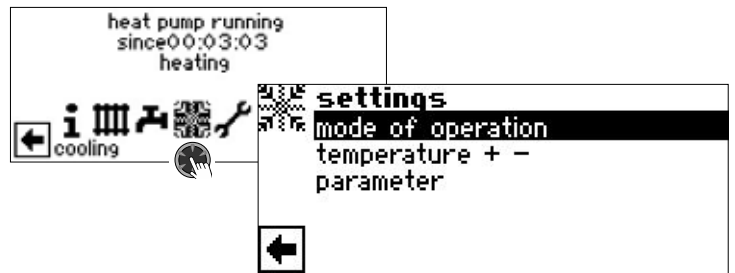 heat pump running
since00:03:03
heating
cooling
settings
mode of operation
temperature + -
parameter